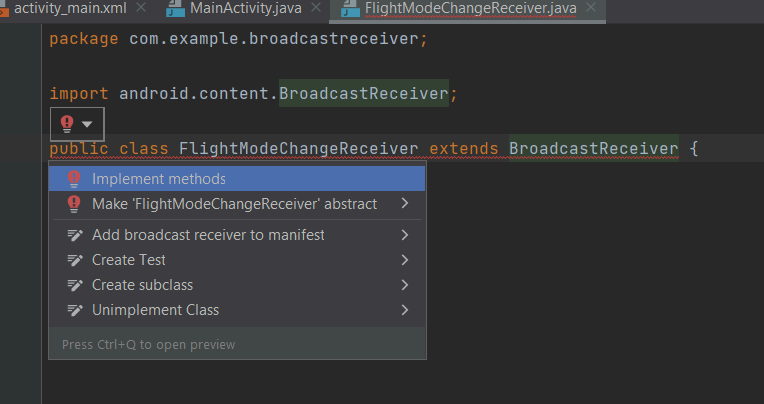 activity_main.xml MainActivity.java FlightModeChangeReceiver.java
package com.example.broadcastreceiver;
import android.content.BroadcastReceiver;
public class FlightModeChangeReceiver extends BroadcastReceiver {
Implement methods
Make 'FlightModeChangeReceiver' abstract
Add broadcast receiver to manifest
Create Test
Create subclass
Unimplement Class
Press Ctrl+Q to open preview